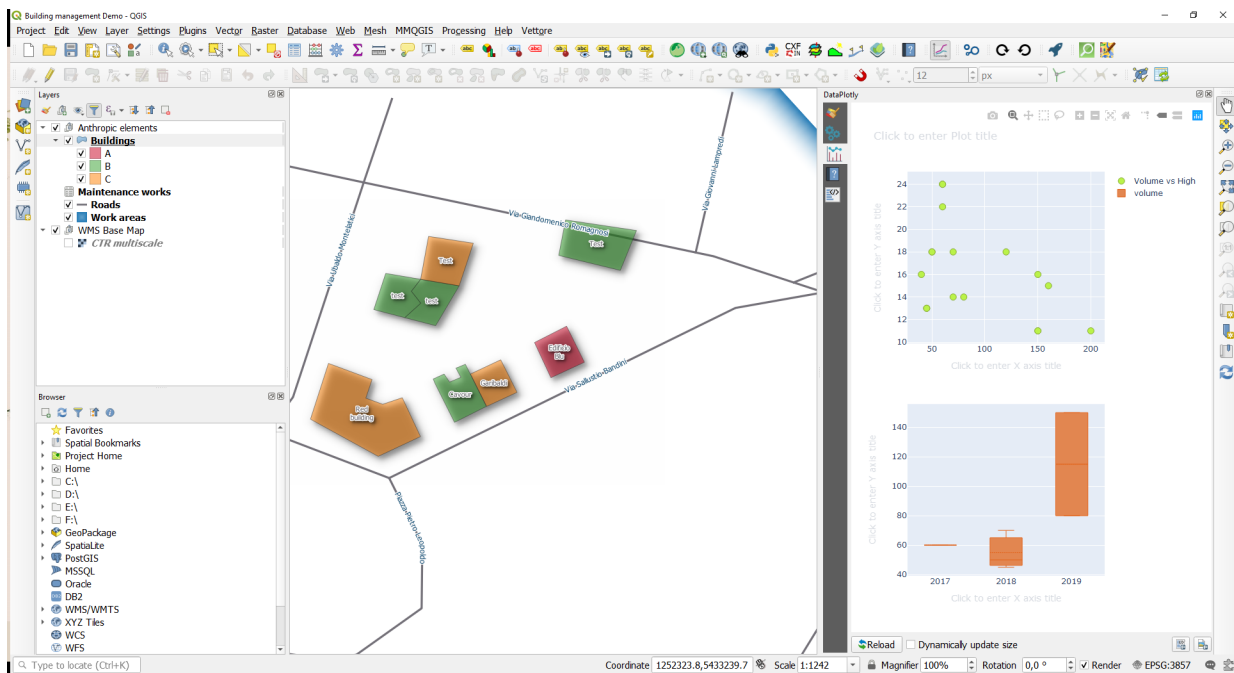 Building management Demo - QGIS
Project Edit View Layer Settings Plugins Vector Raster Database Web Mesh MMQGIS Processing Help Vettore
12 px
Layers
Anthropic elements
Buildings
A
B
C
Maintenance works
Roads
Work areas
WMS Base Map
CTR multiscale
Browser
Favorites
Spatial Bookmarks
Project Home
Home
C:\
D:\
E:\
F:\
GeoPackage
SpatiaLite
PostGIS
MSSQL
Oracle
DB2
WMS/WMTS
XYZ Tiles
WCS
WFS
Via-Ubaldo-Montelatici
Via-Giandomenico Romagnosi
Via-Giovanni-Lampredi
Via-Sallustio-Bandini
Piazza-Pietro-Leopoldo
Test
Test
test
test
Edificio
Blu
Garibaldi
Cavour
Red
building
DataPlotly
Click to enter Plot title
Volume vs High
volume
Click to enter Y axis title
24
22
20
18
16
14
12
10
50 100 150 200
Click to enter X axis title
Click to enter Y axis title
140
120
100
80
60
40
2017 2018 2019
Click to enter X axis title
Reload Dynamically update size
Type to locate (Ctrl+K) Coordinate 1252323.8,5433239.7 Scale 1:1242 Magnifier 100% Rotation 0,0 ° Render EPSG:3857